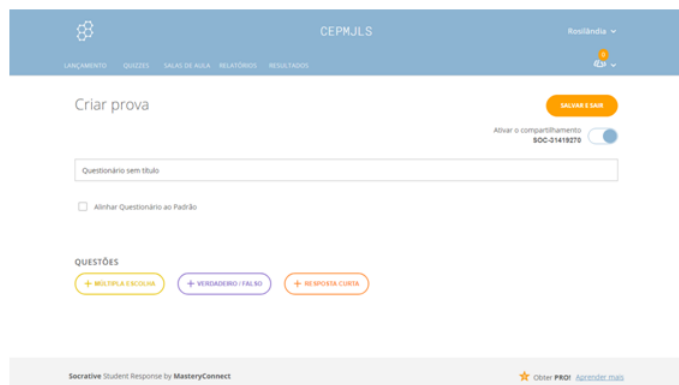 CEPMJLS
Rosilândia
LANÇAMENTO QUIZZES SALAS DE AULA RELATÓRIOS RESULTADOS
0
Criar prova
SALVAR E SAIR
Ativar o compartilhamento
SOC-31419270
Questionário sem título
Alinhar Questionário ao Padrão
QUESTÕES
+ MÚLTIPLA ESCOLHA + VERDADEIRO / FALSO + RESPOSTA CURTA
Socrative Student Response by MasteryConnect Obter PRO! Aprender mais